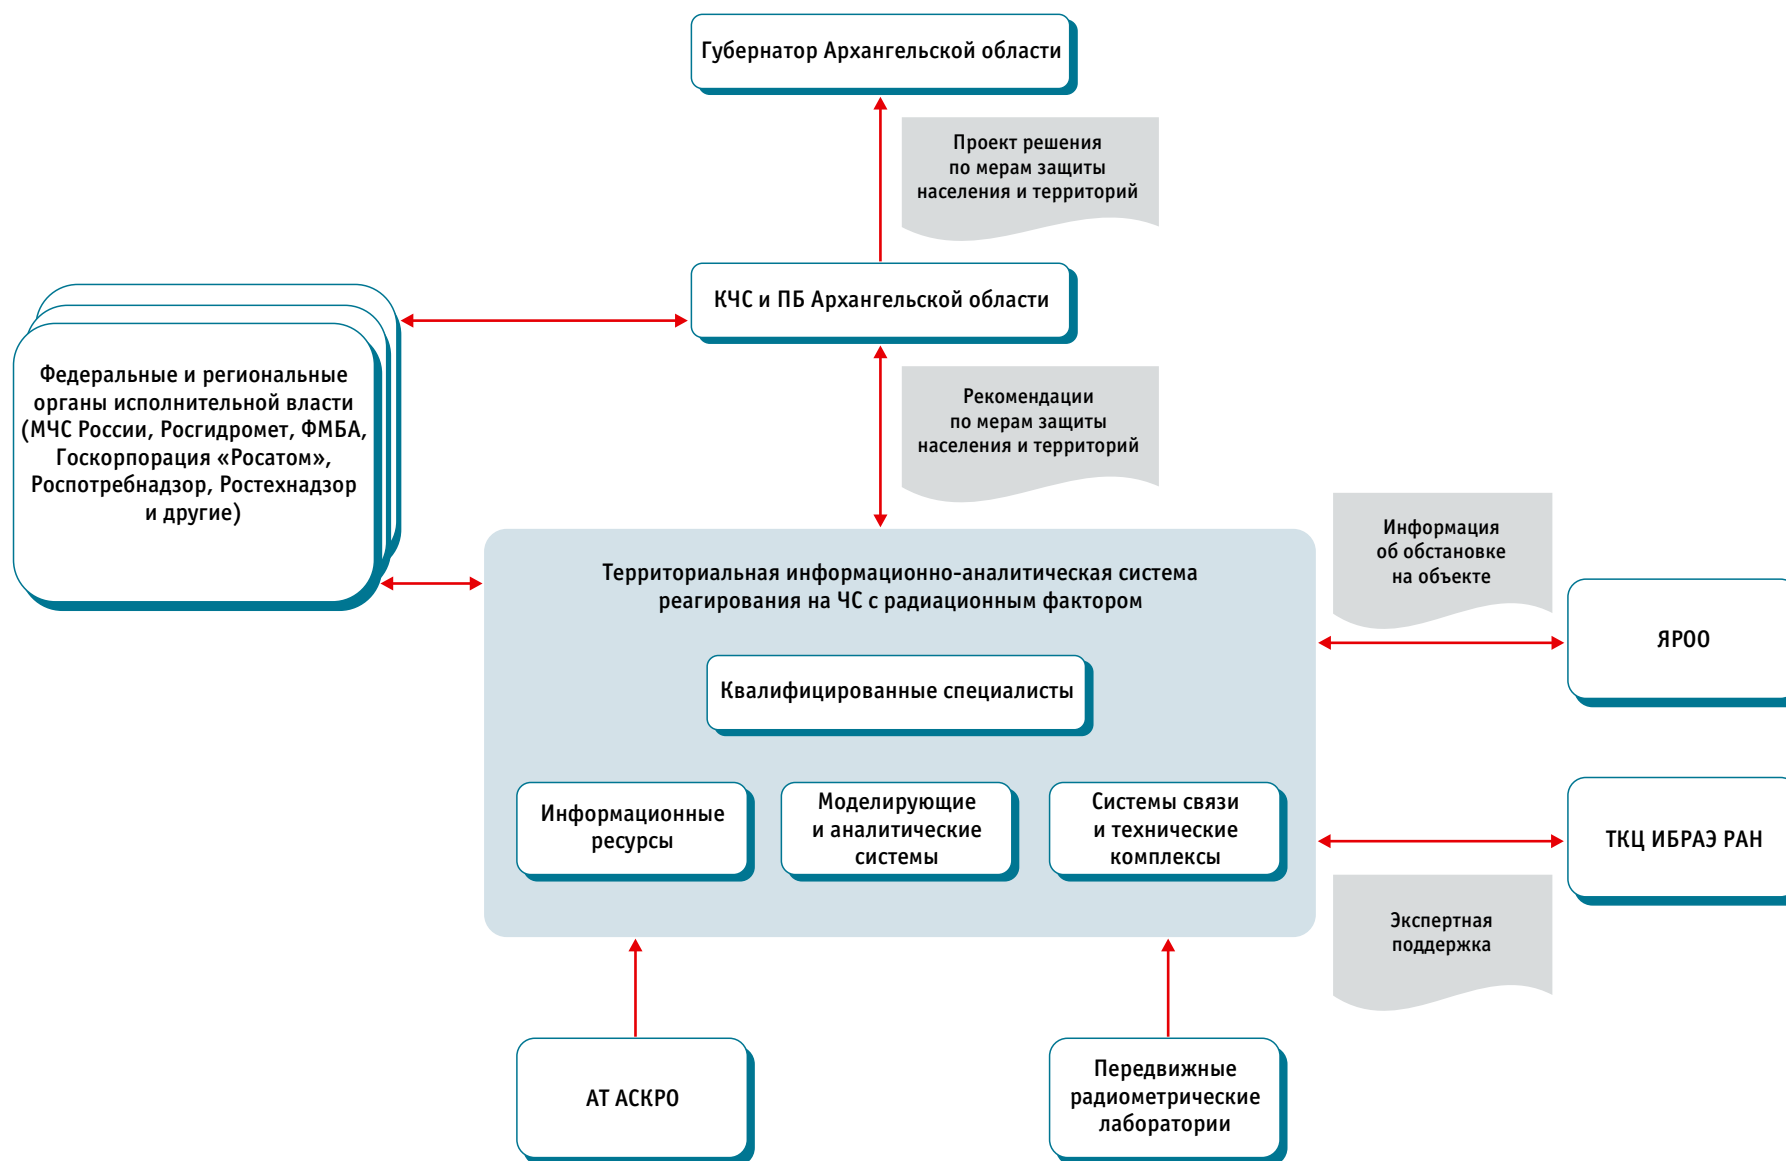 Губернатор Архангельской области
Проект решения
по мерам защиты
населения и территорий
КЧС и ПБ Архангельской области
Федеральные и региональные
органы исполнительной власти
(МЧС России, Росгидромет, ФМБА,
Госкорпорация «Росатом»,
Роспотребнадзор, Ростехнадзор
и другие)
Рекомендации
по мерам защиты
населения и территорий
Информация
об обстановке
на объекте
Территориальная информационно-аналитическая система
реагирования на ЧС с радиационным фактором
ЯРОО
Квалифицированные специалисты
Информационные
ресурсы
Моделирующие
и аналитические
системы
Системы связи
и технические
комплексы
ТКЦ ИБРАЭ РАН
Экспертная
поддержка
АТ АСКРО
Передвижные
радиометрические
лаборатории